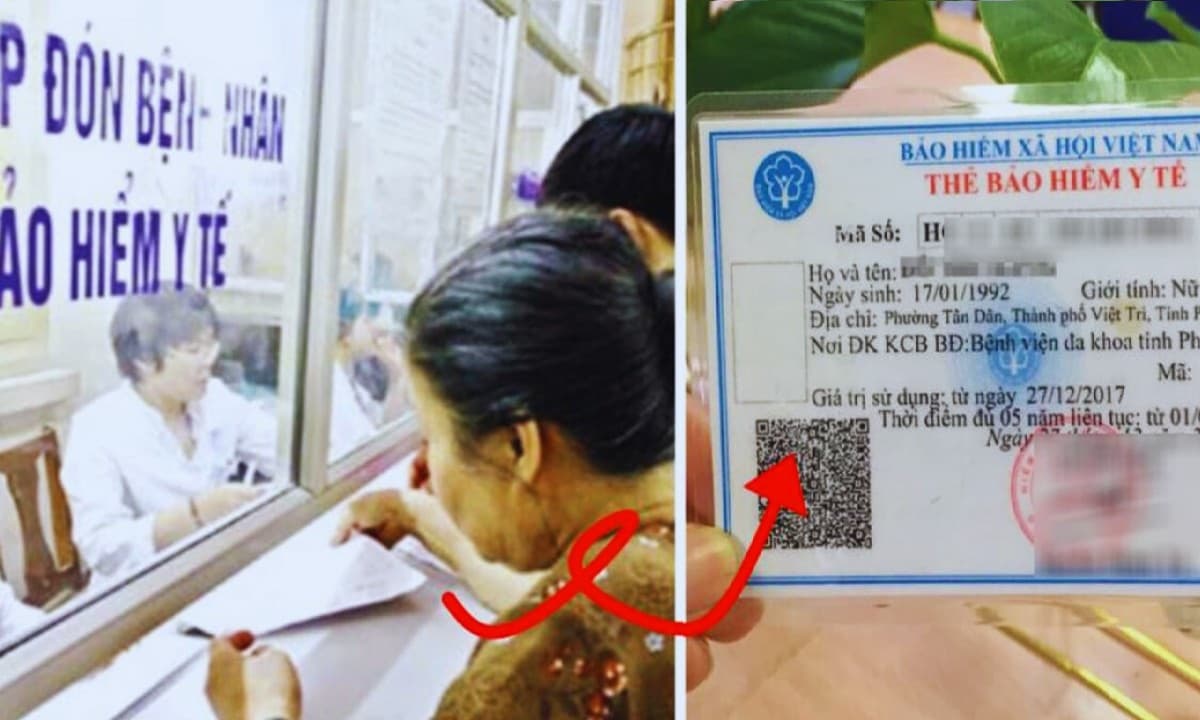 P ĐÓN BỆN- NHÂN
ẢO HIỂM Y TẾ
BẢO HIỂM XÃ HỘI VIỆT NAM
THẺ BẢO HIỂM Y TẾ
Mã Số: H
Họ và tên:
Ngày sinh: 17/01/1992 Giới tính: Nữ
Địa chỉ: Phường Tân Dân, Thành phố Việt Trì, Tỉnh P
Nơi ĐK KCB BĐ:Bệnh viện đa khoa tỉnh Ph
Mã:
Giá trị sử dụng: từ ngày 27/12/2017
Thời điểm đủ 05 năm liên tục: từ 01/
Ngày